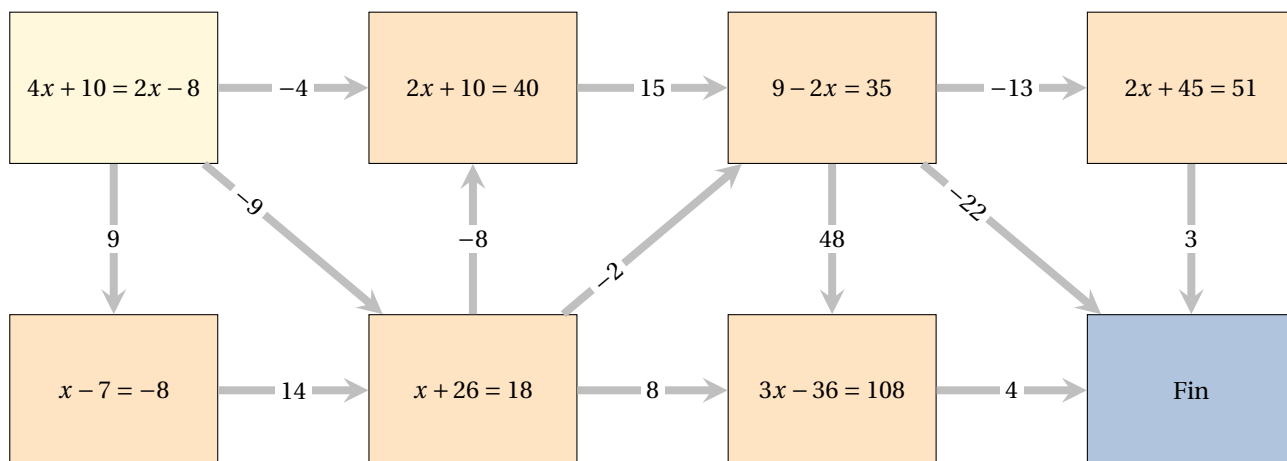 4x + 10 = 2x − 8 −4 2x + 10 = 40 15 9 − 2x = 35 −13 2x + 45 = 51
9 −9 −8 −2 48 −22 3
x − 7 = −8 14 x + 26 = 18 8 3x − 36 = 108 4 Fin